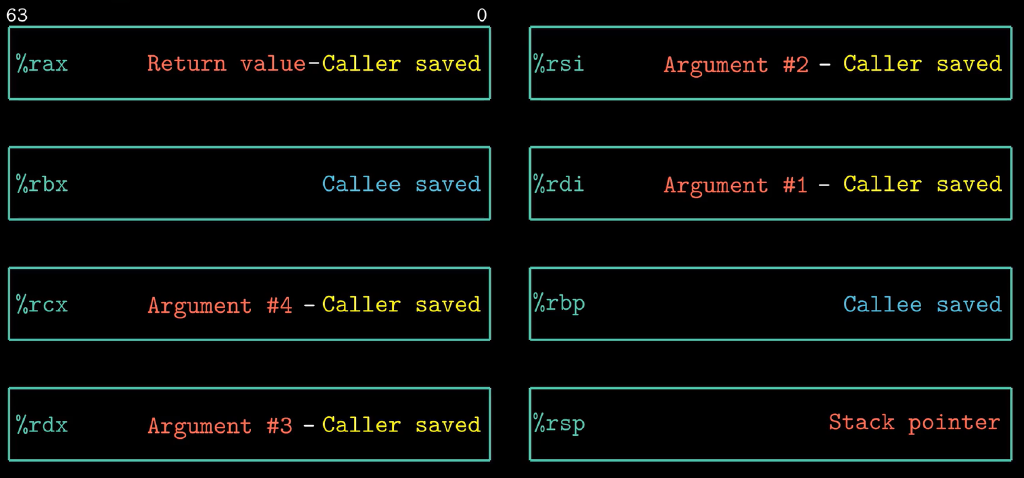 63 0
%rax Return value-Caller saved
%rbx Callee saved
%rcx Argument #4 - Caller saved
%rdx Argument #3 - Caller saved
%rsi Argument #2 - Caller saved
%rdi Argument #1 - Caller saved
%rbp Callee saved
%rsp Stack pointer